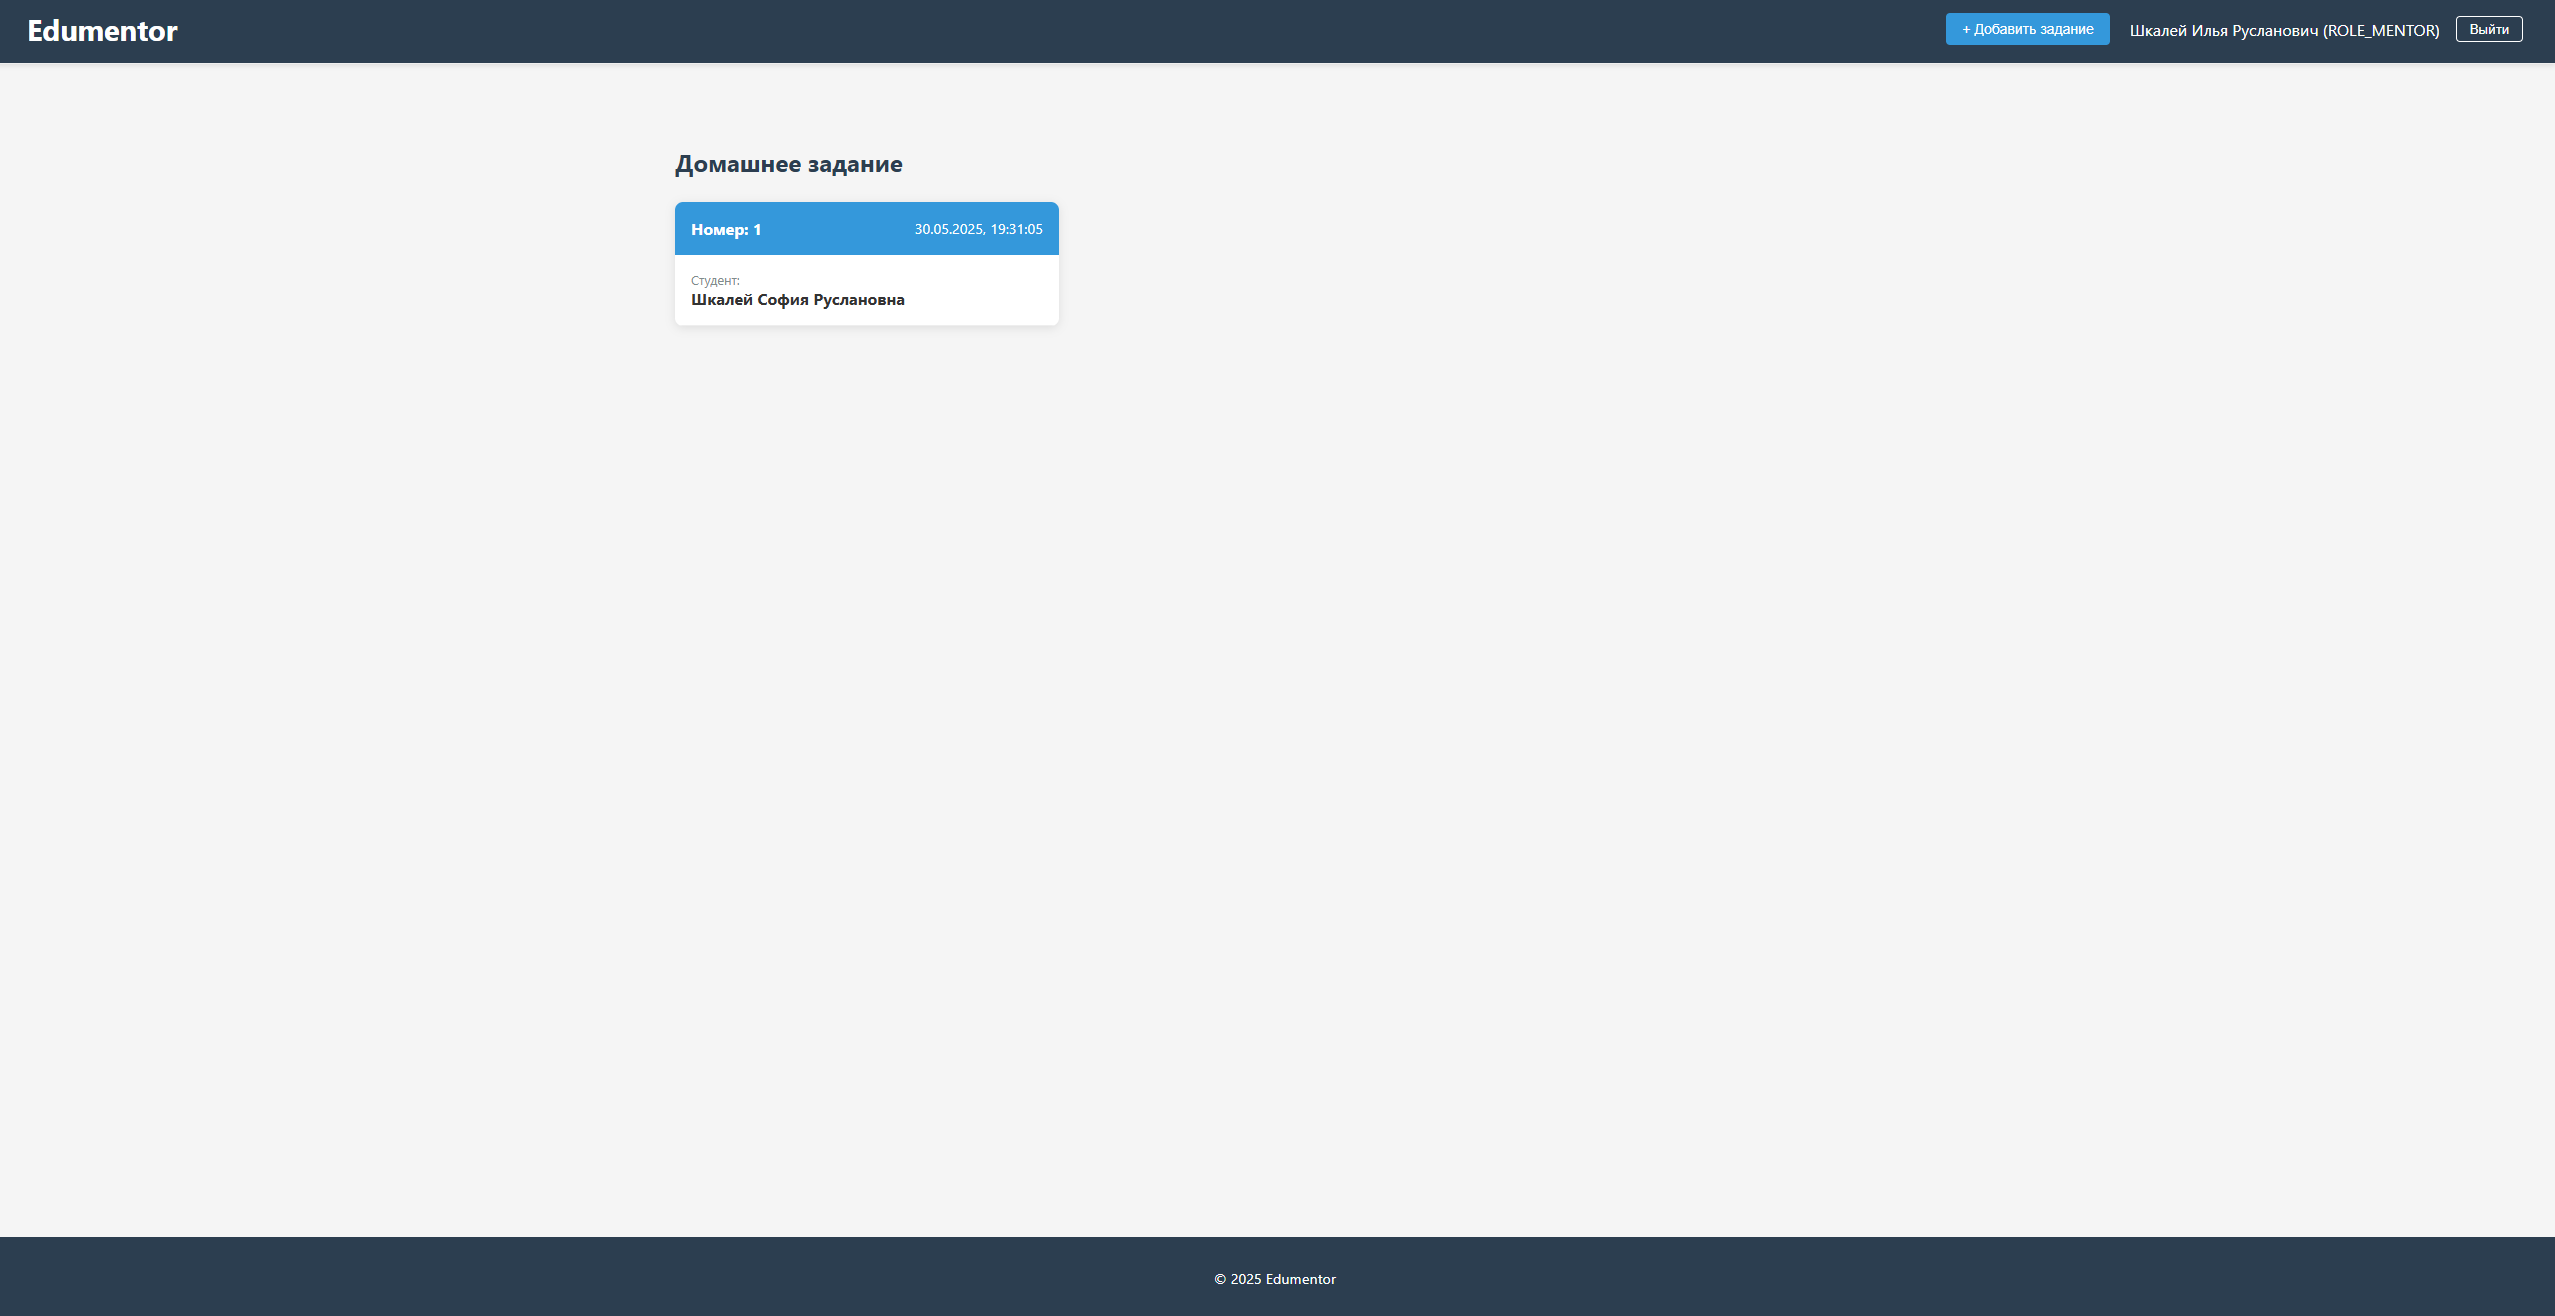 Edumentor
+ Добавить задание
Шкалей Илья Русланович (ROLE_MENTOR)
Выйти
Домашнее задание
Номер: 1
30.05.2025, 19:31:05
Студент:
Шкалей София Руслановна
© 2025 Edumentor